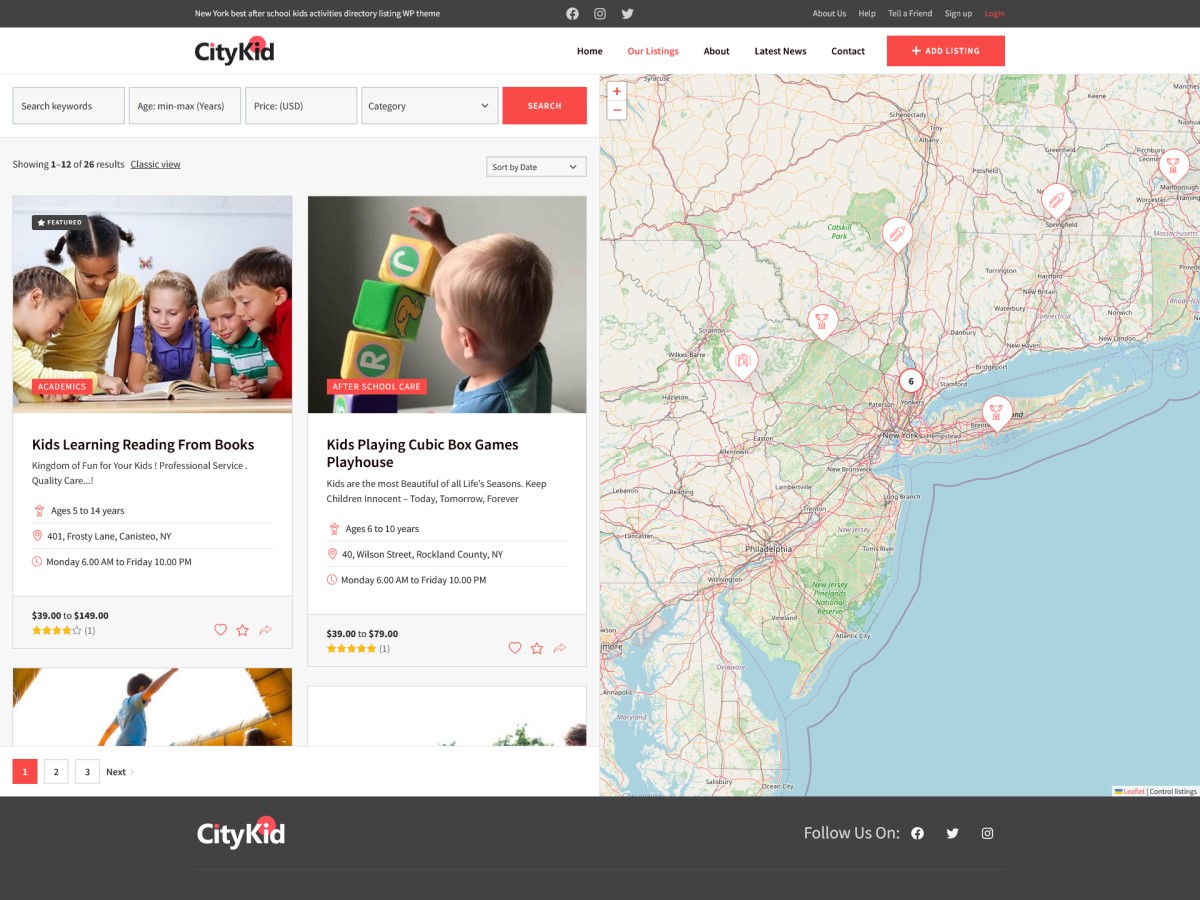 New York best after school kids activities directory listing WP theme
About Us Help Tell a Friend Sign up Login
CityKid
Home Our Listings About Latest News Contact + ADD LISTING
Search keywords Age: min-max (Years) Price: (USD) Category SEARCH
Showing 1–12 of 26 results Classic view
Sort by Date
FEATURED
ACADEMICS
Kids Learning Reading From Books
Kingdom of Fun for Your Kids ! Professional Service .
Quality Care...!
Ages 5 to 14 years
401, Frosty Lane, Canisteo, NY
Monday 6.00 AM to Friday 10.00 PM
$39.00 to $149.00
(1)
R
AFTER SCHOOL CARE
Kids Playing Cubic Box Games
Playhouse
Kids are the most Beautiful of all Life's Seasons. Keep
Children Innocent – Today, Tomorrow, Forever
Ages 6 to 10 years
40, Wilson Street, Rockland County, NY
Monday 6.00 AM to Friday 10.00 PM
$39.00 to $79.00
(1)
1 2 3 Next
+
−
Syracuse
Schenectady
Troy
Albany
Keene
Manches
Nashua
Greenfield
Fitchburg
Leomin
Pittsfield
Marlborough
Worcester
Framing
Springfield
Massachusetts
Catskill
Park
Torrington
Hartford
New Britain
Waterbury
Connecticut
Norwich
Rhode-Isl
Danbury
New London
New Haven
Bridgeport
Stamford
Scranton
Wilkes-Barre
Hazleton
6
Paterson
Yonkers
New York
Hempstead
Brentw
land
Easton
Allentown
New Brunswick
Lebanon
Reading
Lambertville
Long Branch
Trenton
Lancaster
New Jersey
Philadelphia
Toms River
Wilmington
New Jersey
Pinelands
National
Reserve
Vineland
Atlantic City
wson
more
Delaware
Annapolis
Maryland
Salisbury
Ocean City
Leaflet | Control listings
CityKid
Follow Us On: